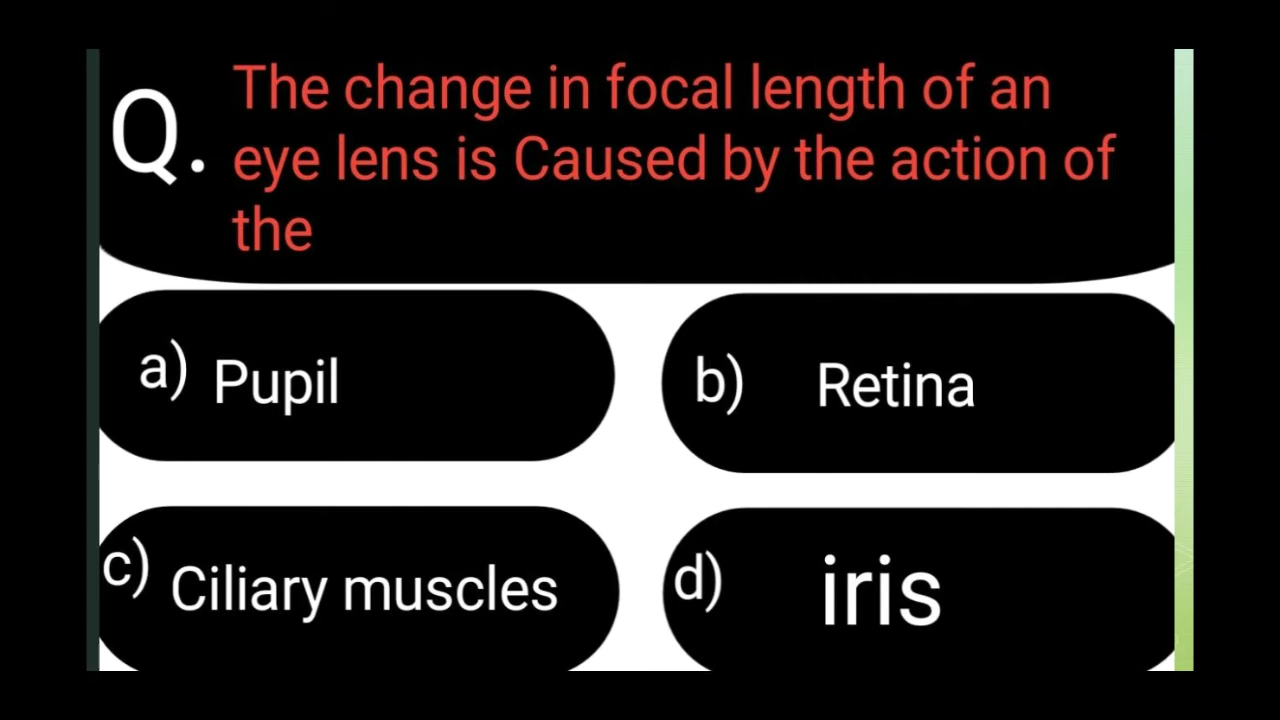 Q.
The change in focal length of an
eye lens is Caused by the action of
the
a) Pupil
b) Retina
c) Ciliary muscles
d) iris